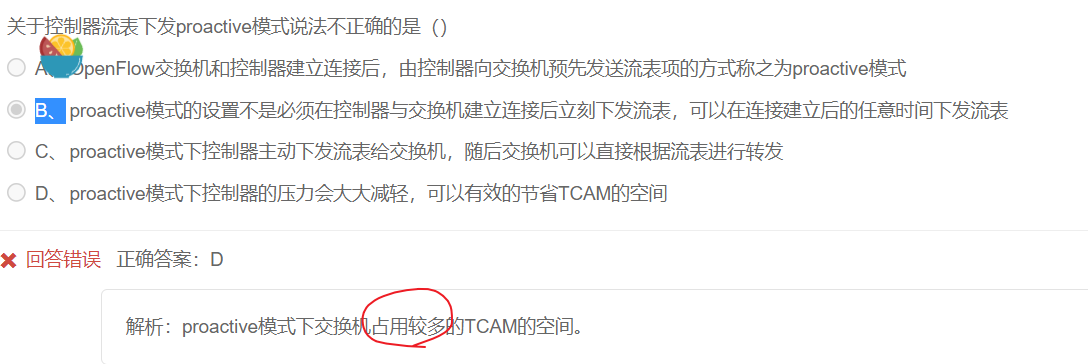 关于控制器流表下发proactive模式说法不正确的是（）
A、OpenFlow交换机和控制器建立连接后，由控制器向交换机预先发送流表项的方式称之为proactive模式
B、proactive模式的设置不是必须在控制器与交换机建立连接后立刻下发流表，可以在连接建立后的任意时间下发流表
C、proactive模式下控制器主动下发流表给交换机，随后交换机可以直接根据流表进行转发
D、proactive模式下控制器的压力会大大减轻，可以有效的节省TCAM的空间
回答错误 正确答案：D
解析：proactive模式下交换机占用较多的TCAM的空间。